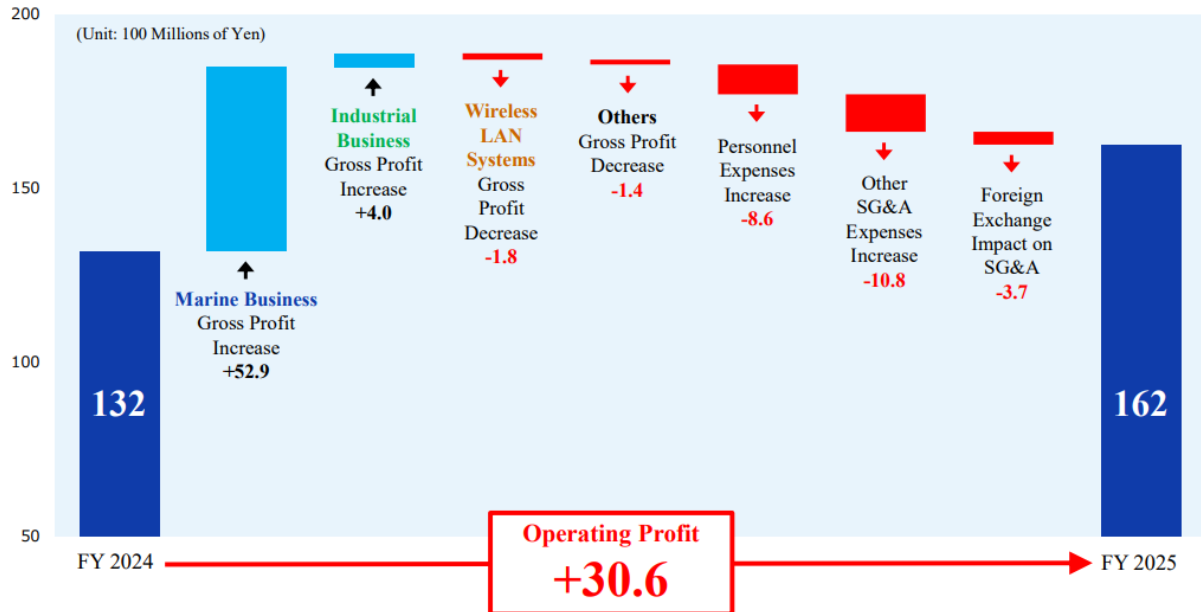 200
(Unit: 100 Millions of Yen)
150
100
50
132
FY 2024
Marine Business
Gross Profit
Increase
+52.9
Industrial
Business
Gross Profit
Increase
+4.0
Wireless
LAN
Systems
Gross
Profit
Decrease
-1.8
Others
Gross Profit
Decrease
-1.4
Personnel
Expenses
Increase
-8.6
Other
SG&A
Expenses
Increase
-10.8
Foreign
Exchange
Impact on
SG&A
-3.7
162
FY 2025
Operating Profit
+30.6